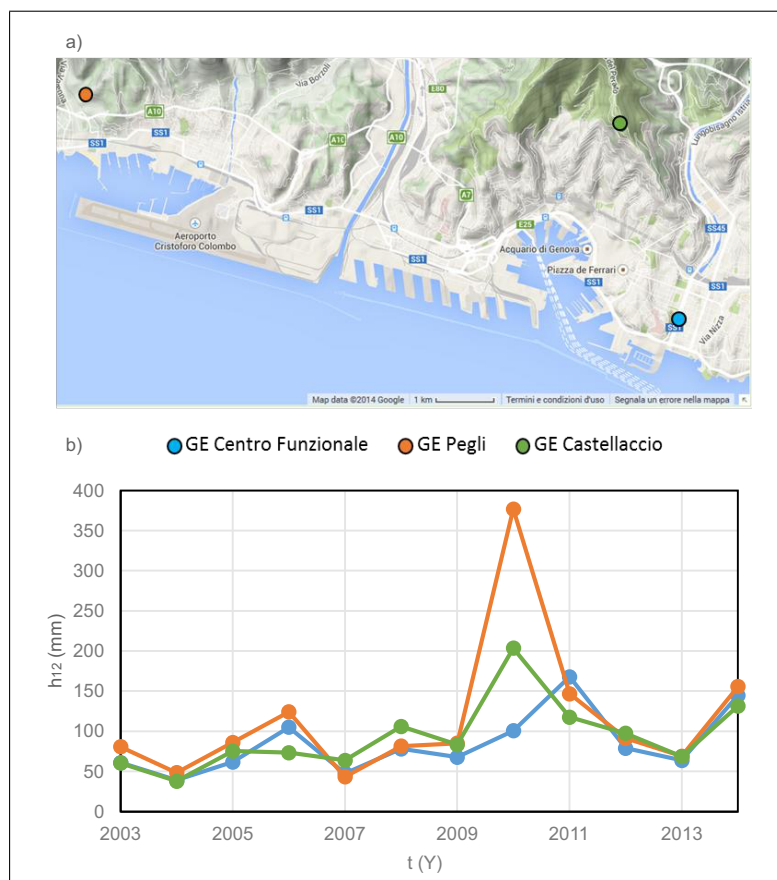 a)
Via Borzoli
E80
A10
A10
A10
SS1
A7
Lungobisagno Istria
SS1
Aeroporto
Cristoforo Colombo
E25
SS45
SS1
Acquario di Genova
Piazza de Ferrari
SS1
SS1
Via Nizza
Map data ©2014 Google
1 km
Termini e condizioni d'uso
Segnala un errore nella mappa
b)
GE Centro Funzionale
GE Pegli
GE Castellaccio
400
350
300
250
200
150
100
50
0
h12 (mm)
2003
2005
2007
2009
2011
2013
t (Y)